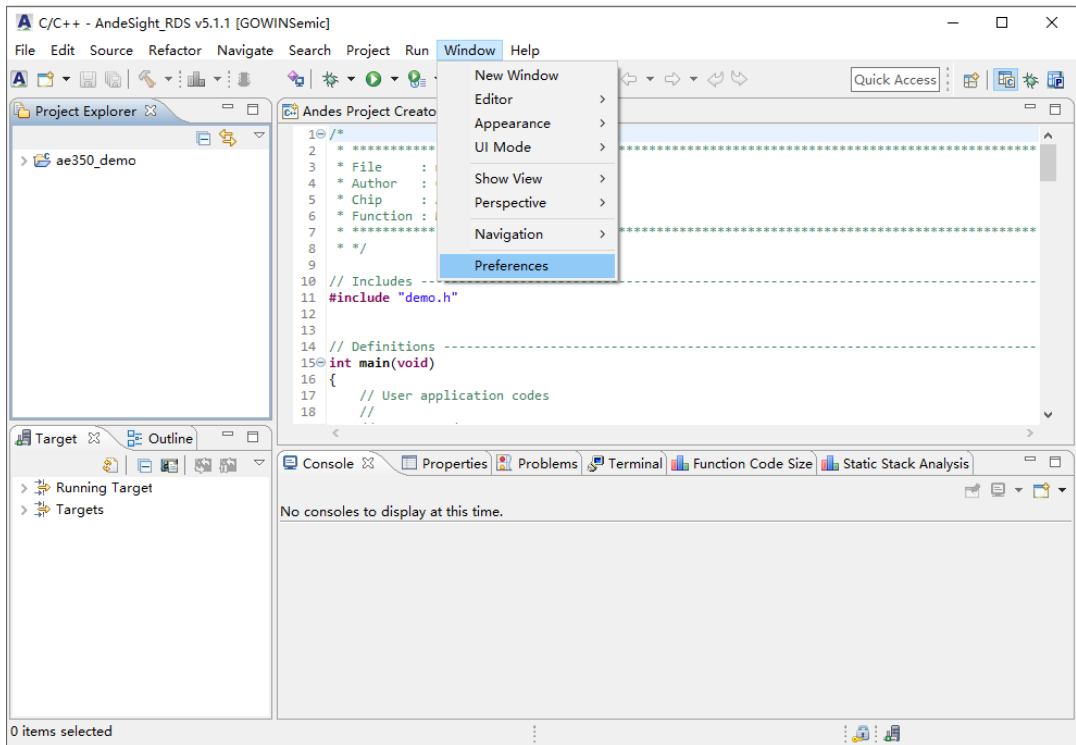 C/C++ - AndeSight_RDS v5.1.1 [GOWINSemic]
File Edit Source Refactor Navigate Search Project Run Window Help
Quick Access
New Window
Editor
Appearance
UI Mode
Show View
Perspective
Navigation
Preferences
Project Explorer
ae350_demo
Andes Project Creato
1 /*
2 * ***********
3 * File :
4 * Author :
5 * Chip :
6 * Function :
7 * ***********
8 * */
9
10 // Includes
11 #include "demo.h"
12
13
14 // Definitions --------------------------------------------------------------------------------
15 int main(void)
16 {
17 // User application codes
18 //
Target Outline
Running Target
Targets
Console Properties Problems Terminal Function Code Size Static Stack Analysis
No consoles to display at this time.
0 items selected